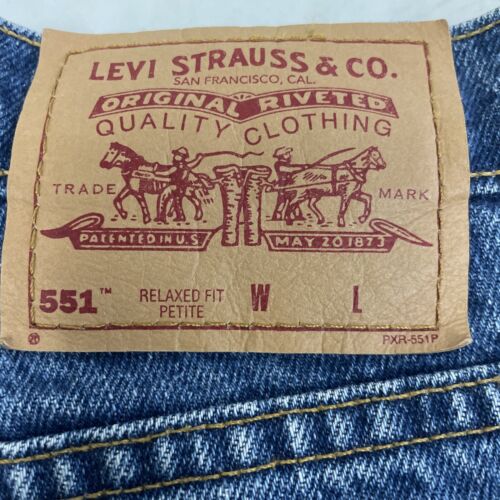 LEVI STRAUSS & CO.
SAN FRANCISCO, CAL.
ORIGINAL RIVETED
QUALITY CLOTHING
TRADE MARK
PATENTED IN U.S. MAY 20 1873
551™ RELAXED FIT W L
PETITE
PXR-551P